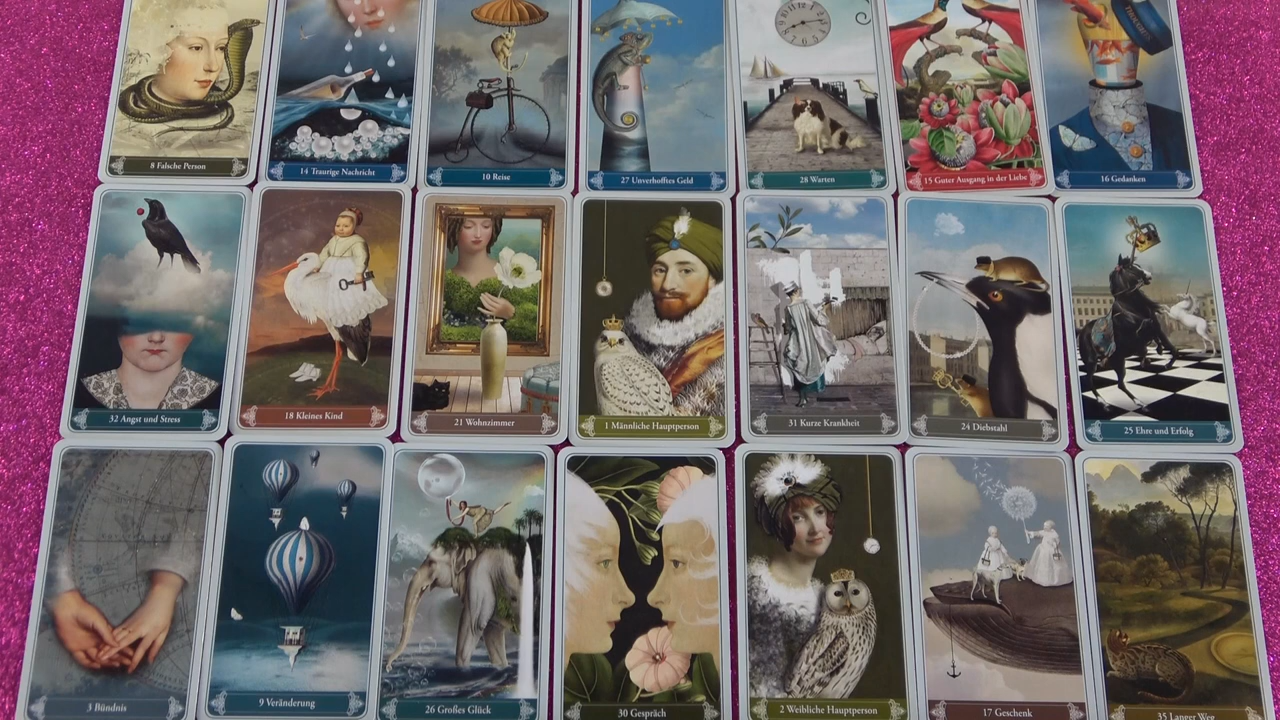 8 Falsche Person
14 Traurige Nachricht
10 Reise
27 Unverhofftes Geld
28 Warten
15 Guter Ausgang in der Liebe
16 Gedanken
32 Angst und Stress
18 Kleines Kind
21 Wohnzimmer
1 Männliche Hauptperson
31 Kurze Krankheit
24 Diebstahl
25 Ehre und Erfolg
3 Bündnis
9 Veränderung
26 Großes Glück
30 Gespräch
2 Weibliche Hauptperson
17 Geschenk
35 Langer Weg